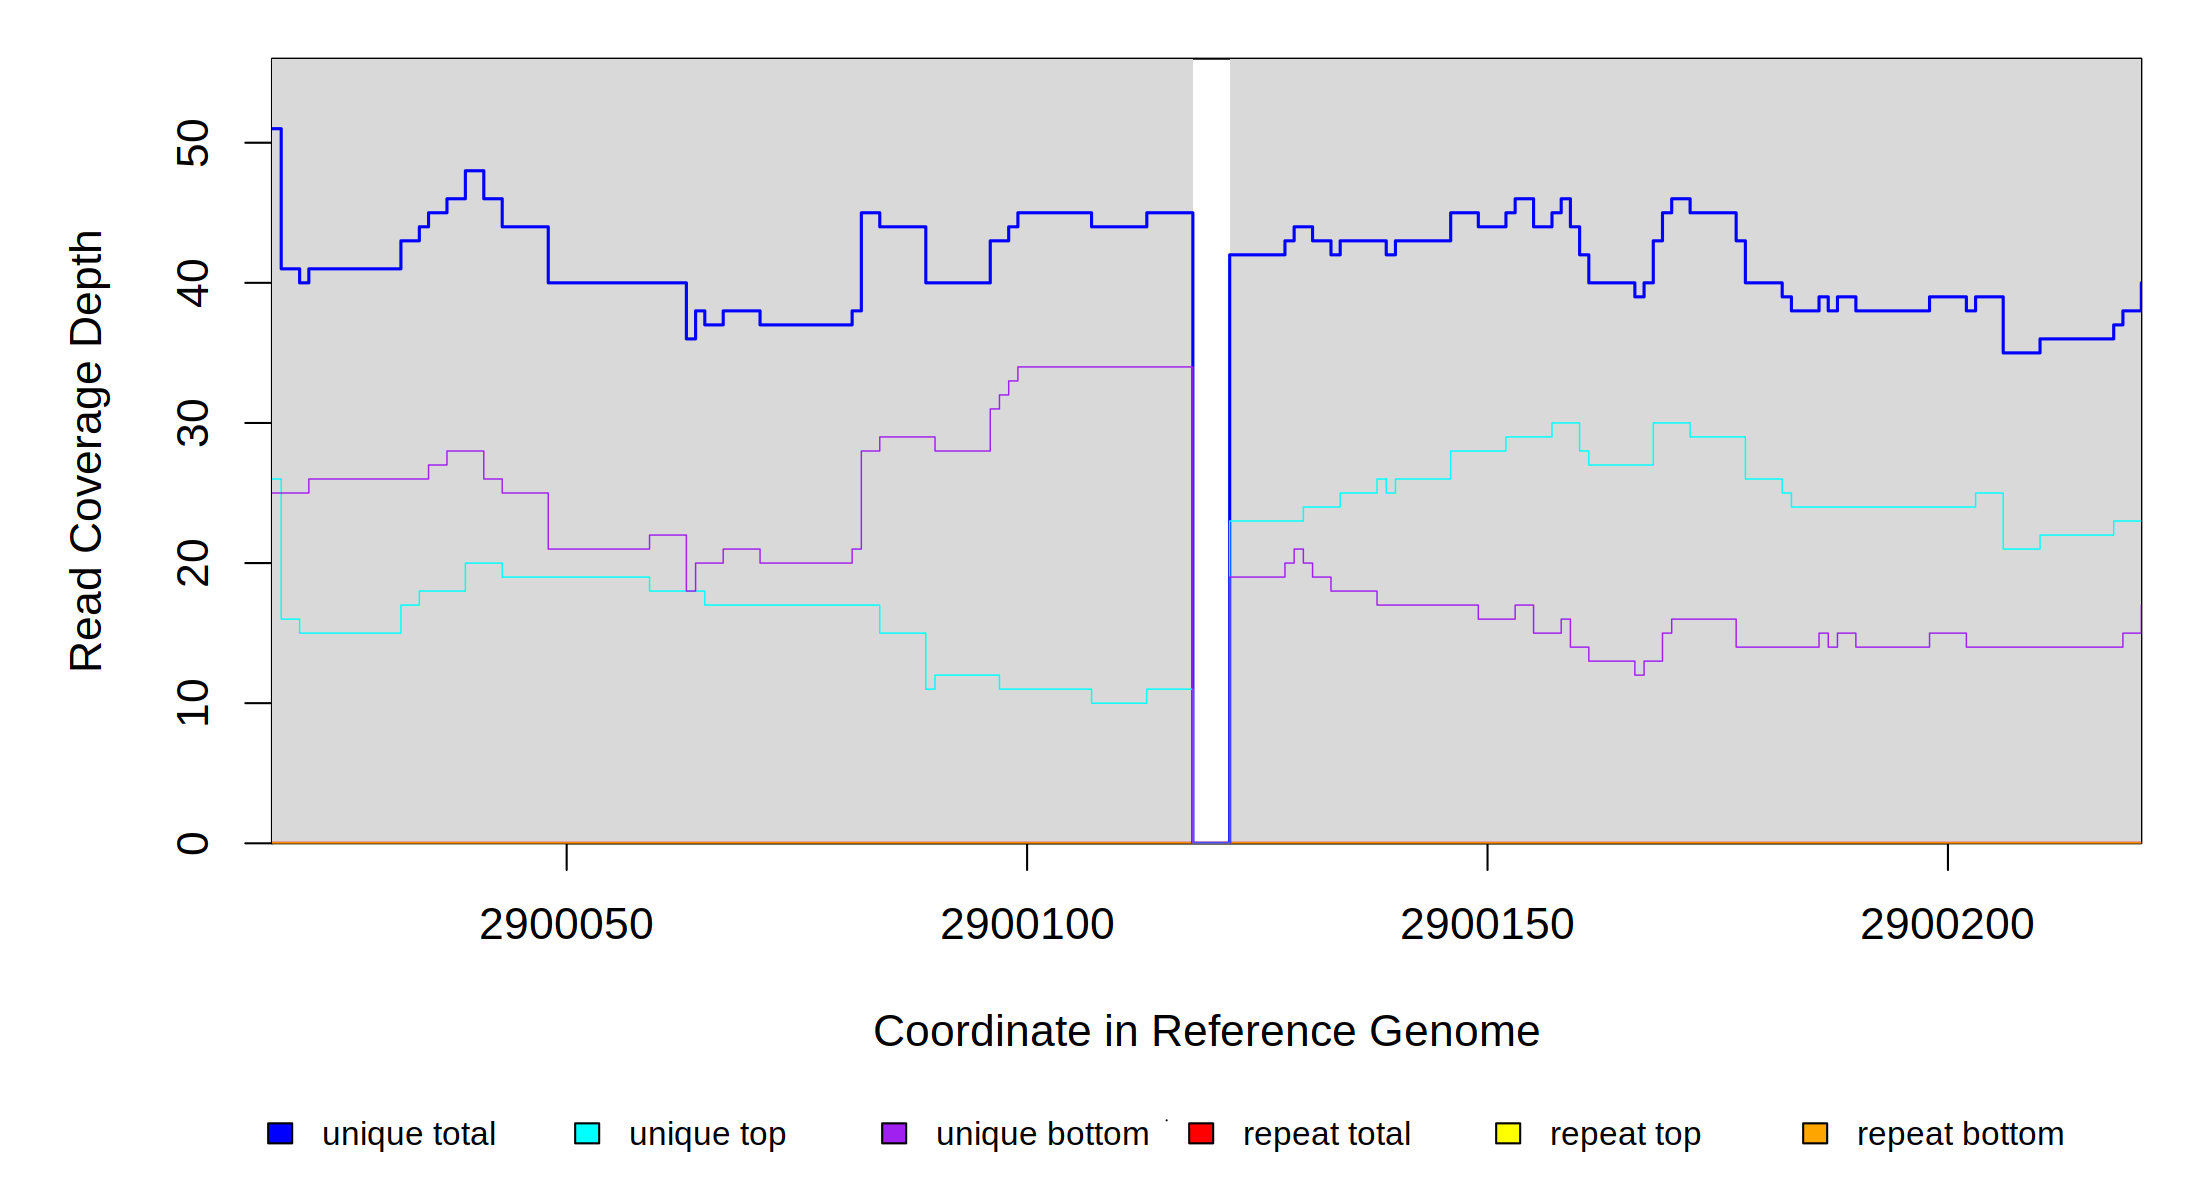 Read Coverage Depth
50
40
30
20
10
0
2900050 2900100 2900150 2900200
Coordinate in Reference Genome
unique total unique top unique bottom repeat total repeat top repeat bottom